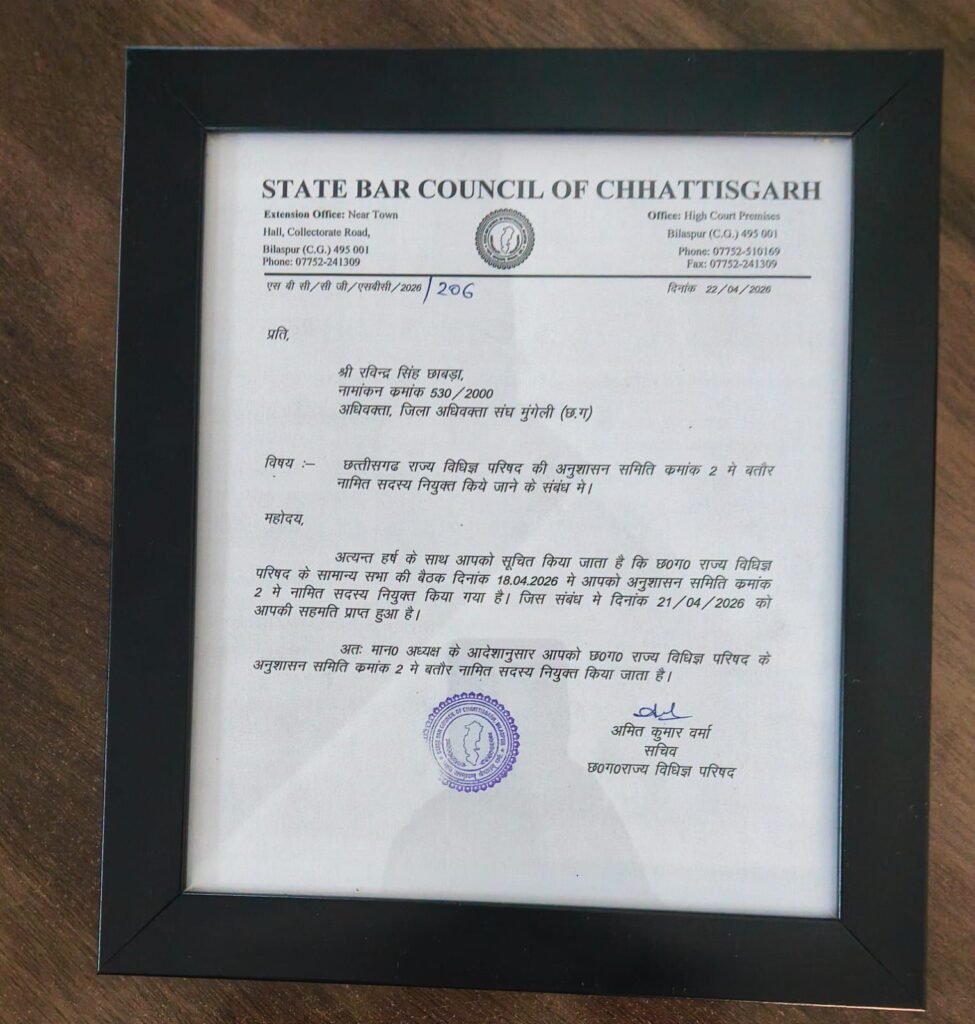 STATE BAR COUNCIL OF CHHATTISGARH
Extension Office: Near Town
Hall, Collectorate Road,
Bilaspur (C.G.) 495 001
Phone: 07752-241309
Office: High Court Premises
Bilaspur (C.G.) 495 001
Phone: 07752-510169
Fax: 07752-241309
एस बी सी/सी जी/एसबीसी/2026/206
दिनांक 22/04/2026
प्रति,
श्री रविन्द्र सिंह छाबड़ा,
नामांकन कमांक 530/2000
अधिवक्ता, जिला अधिवक्ता संघ मुंगेली (छ.ग)
विषय :– छत्तीसगढ राज्य विधिज्ञ परिषद की अनुशासन समिति कमांक 2 मे बतौर
नामित सदस्य नियुक्त किये जाने के संबंध मे।
महोदय,
अत्यन्त हर्ष के साथ आपको सूचित किया जाता है कि छ0ग0 राज्य विधिज्ञ
परिषद के सामान्य सभा की बैठक दिनांक 18.04.2026 मे आपको अनुशासन समिति कमांक
2 मे नामित सदस्य नियुक्त किया गया है। जिस संबंध मे दिनांक 21/04/2026 को
आपकी सहमति प्राप्त हुआ है।
अतः मान0 अध्यक्ष के आदेशानुसार आपको छ0ग0 राज्य विधिज्ञ परिषद के
अनुशासन समिति कमांक 2 मे बतौर नामित सदस्य नियुक्त किया जाता है।
अमित कुमार वर्मा
सचिव
छ0ग0राज्य विधिज्ञ परिषद